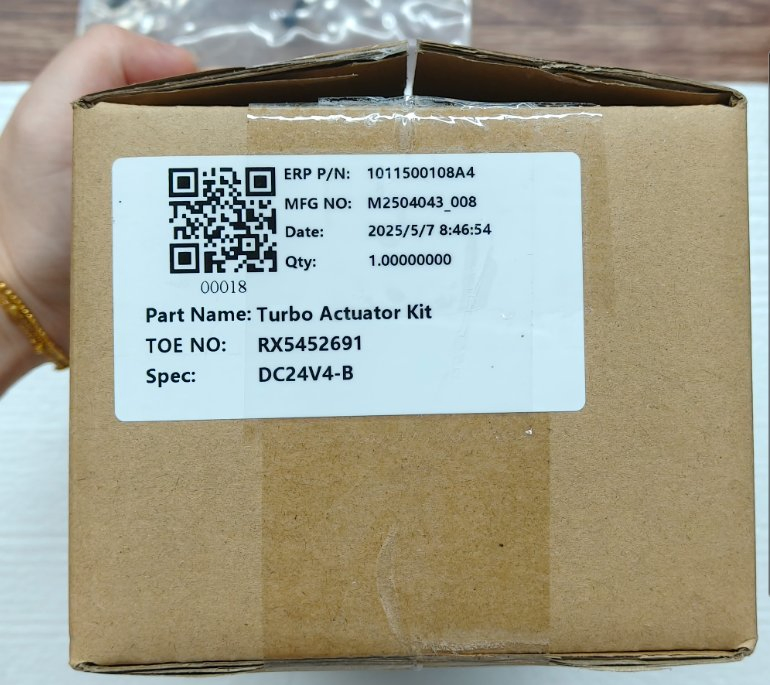 ERP P/N: 1011500108A4
MFG NO: M2504043_008
Date: 2025/5/7 8:46:54
Qty: 1.00000000
00018
Part Name: Turbo Actuator Kit
TOE NO: RX5452691
Spec: DC24V4-B